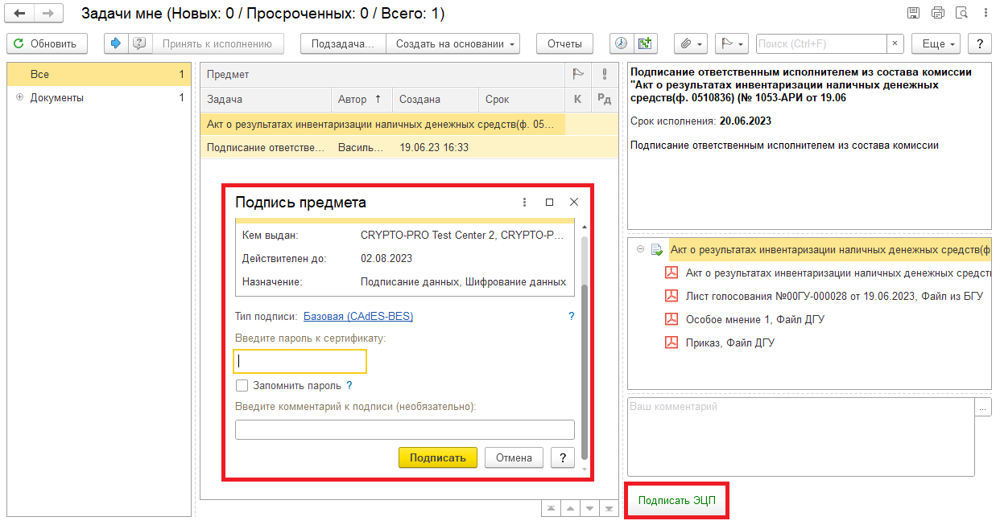 Задачи мне (Новых: 0 / Просроченных: 0 / Всего: 1)
Обновить
Принять к исполнению
Подзадача...
Создать на основании
Отчеты
Поиск (Ctrl+F)
×
Еще
?
Все 1
Документы 1
Предмет
Задача Автор ↑ Создана Срок К Рд
Акт о результатах инвентаризации наличных денежных средств(ф. 05...
Подписание ответстве... Василь... 19.06.23 16:33
Подпись предмета
Кем выдан: CRYPTO-PRO Test Center 2, CRYPTO-P...
Действителен до: 02.08.2023
Назначение: Подписание данных, Шифрование данных
Тип подписи: Базовая (CAdES-BES) ?
Введите пароль к сертификату:
Запомнить пароль ?
Введите комментарий к подписи (необязательно):
Подписать Отмена ?
Подписание ответственным исполнителем из состава комиссии
"Акт о результатах инвентаризации наличных денежных
средств(ф. 0510836) (№ 1053-АРИ от 19.06
Срок исполнения: 20.06.2023
Подписание ответственным исполнителем из состава комиссии
Акт о результатах инвентаризации наличных денежных средств(ф
Акт о результатах инвентаризации наличных денежных средст
Лист голосования №00ГУ-000028 от 19.06.2023, Файл из БГУ
Особое мнение 1, Файл ДГУ
Приказ, Файл ДГУ
Ваш комментарий
...
Подписать ЭЦП